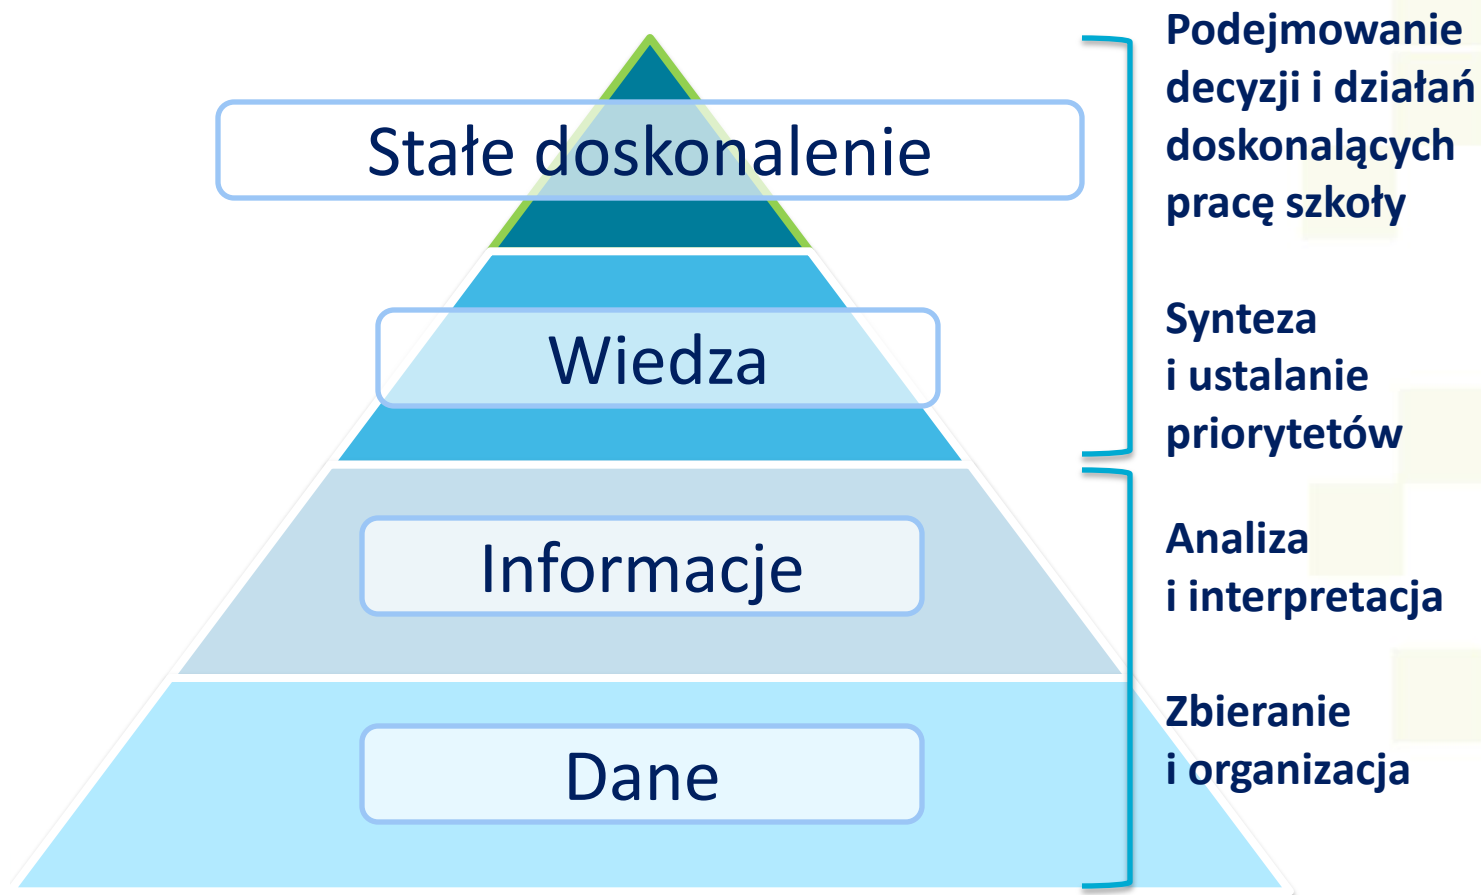 Stałe doskonalenie
Wiedza
Informacje
Dane
Podejmowanie
decyzji i działań
doskonalących
pracę szkoły
Synteza
i ustalanie
priorytetów
Analiza
i interpretacja
Zbieranie
i organizacja